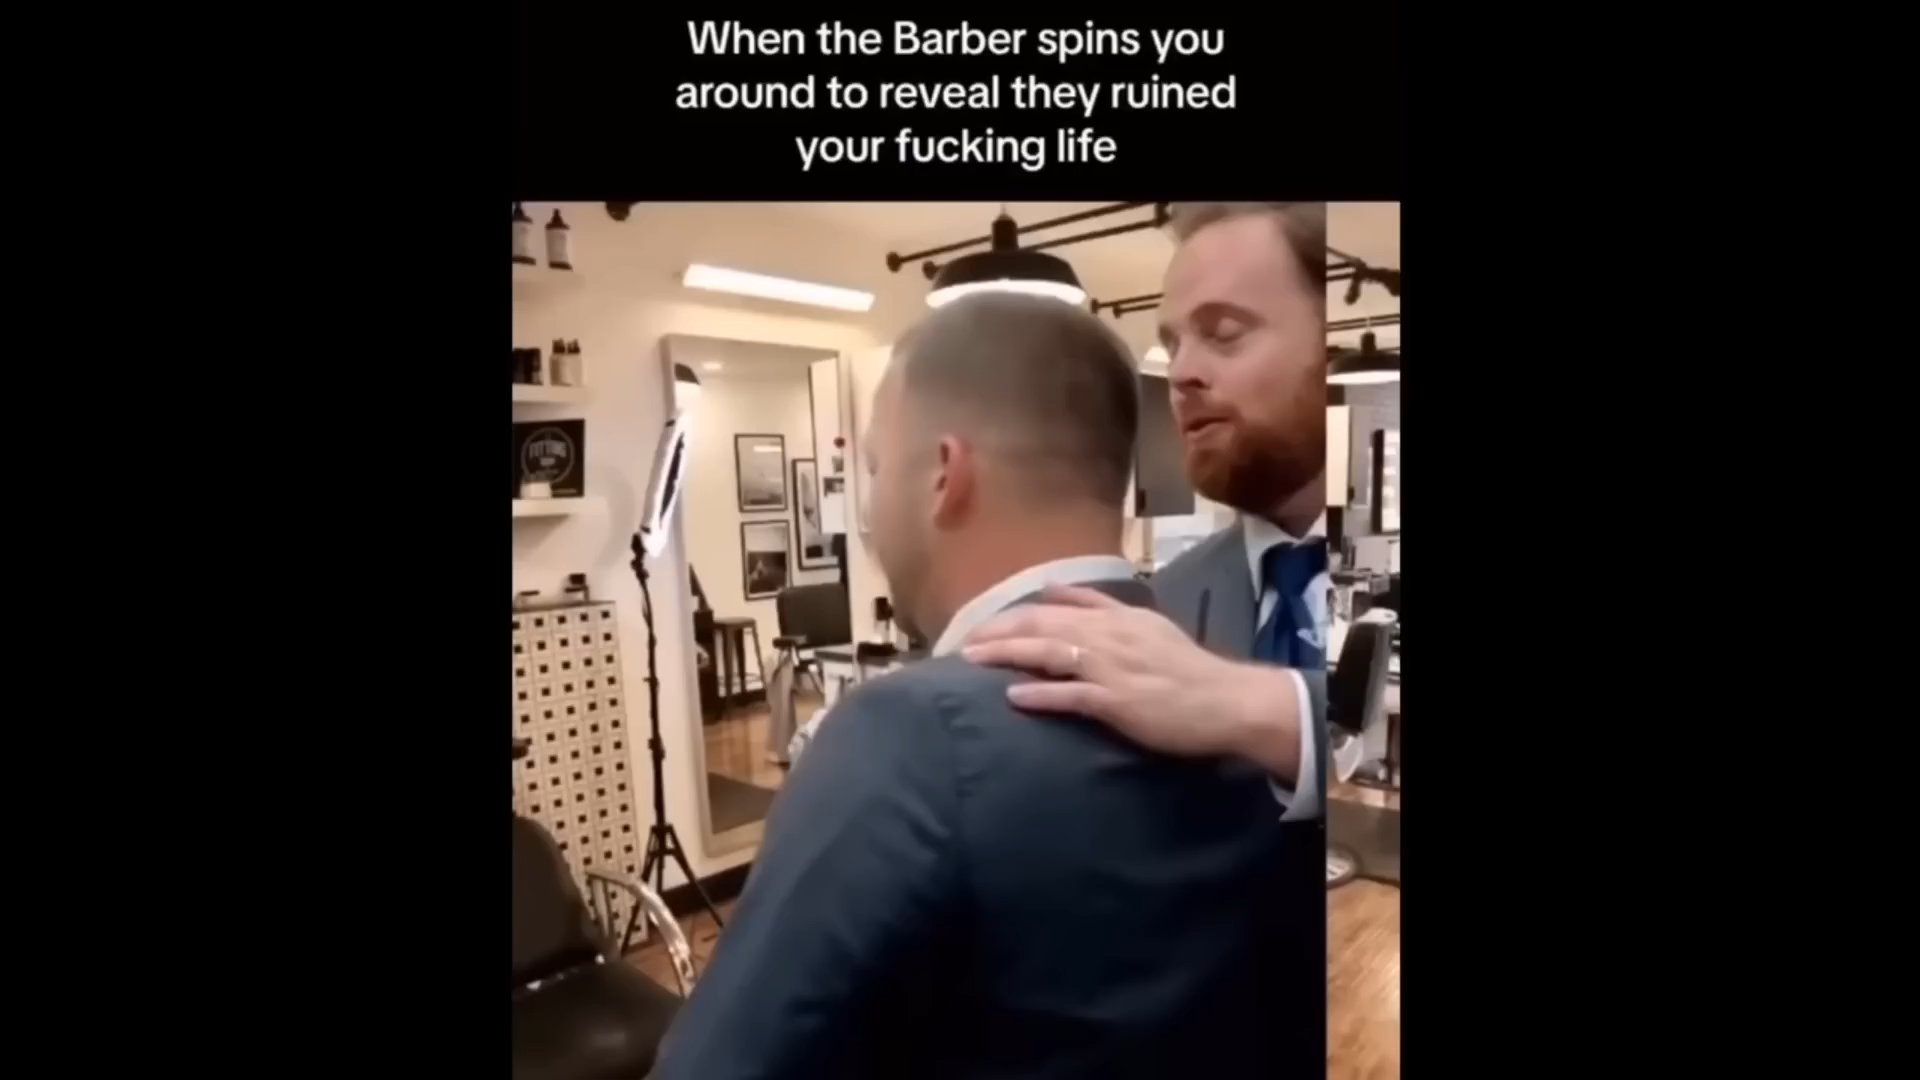 When the Barber spins you
around to reveal they ruined
your fucking life